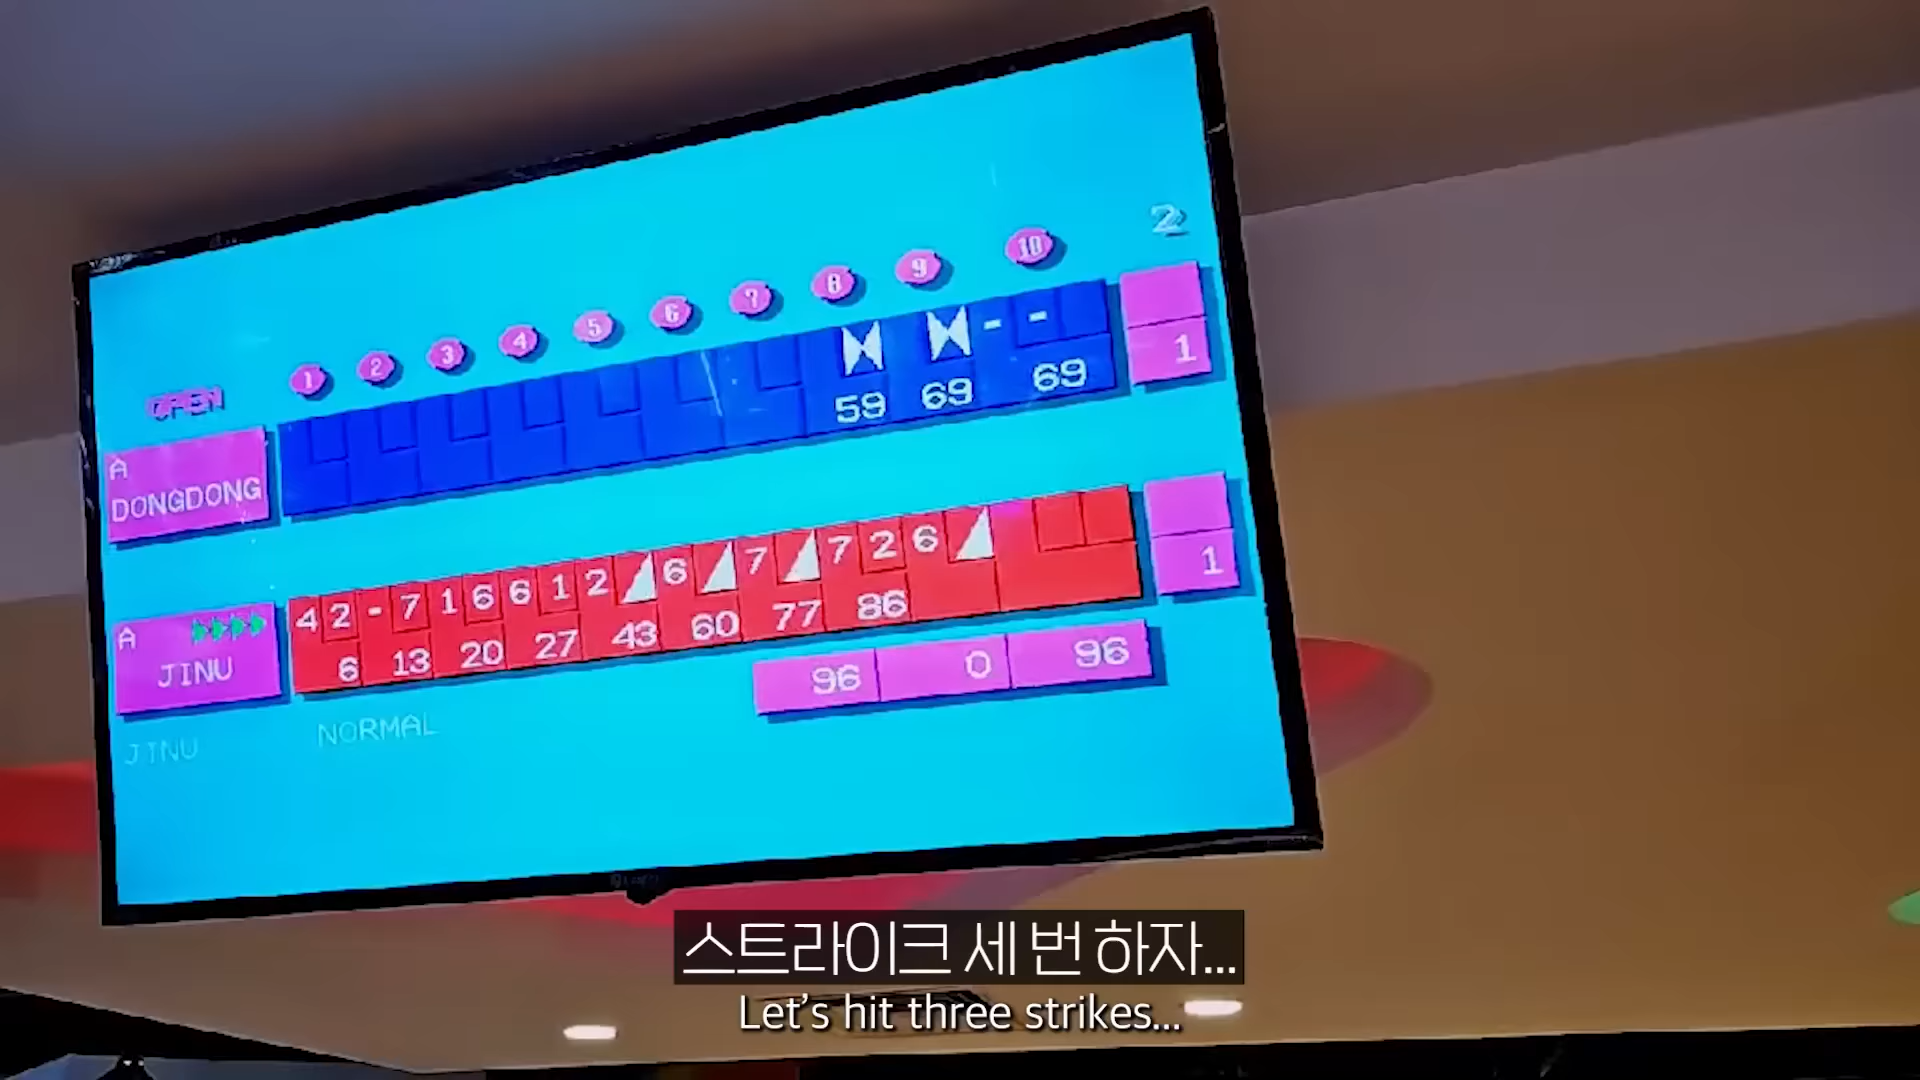 2
1 2 3 4 5 6 7 8 9 10
OPEN
- -
59 69 69
1
A
DONGDONG
4 2 - 7 1 6 6 1 2 6 7 7 2 6
6 13 20 27 43 60 77 86
1
A
JINU
96 0 96
JINU NORMAL
스트라이크 세 번 하자...
Let's hit three strikes...